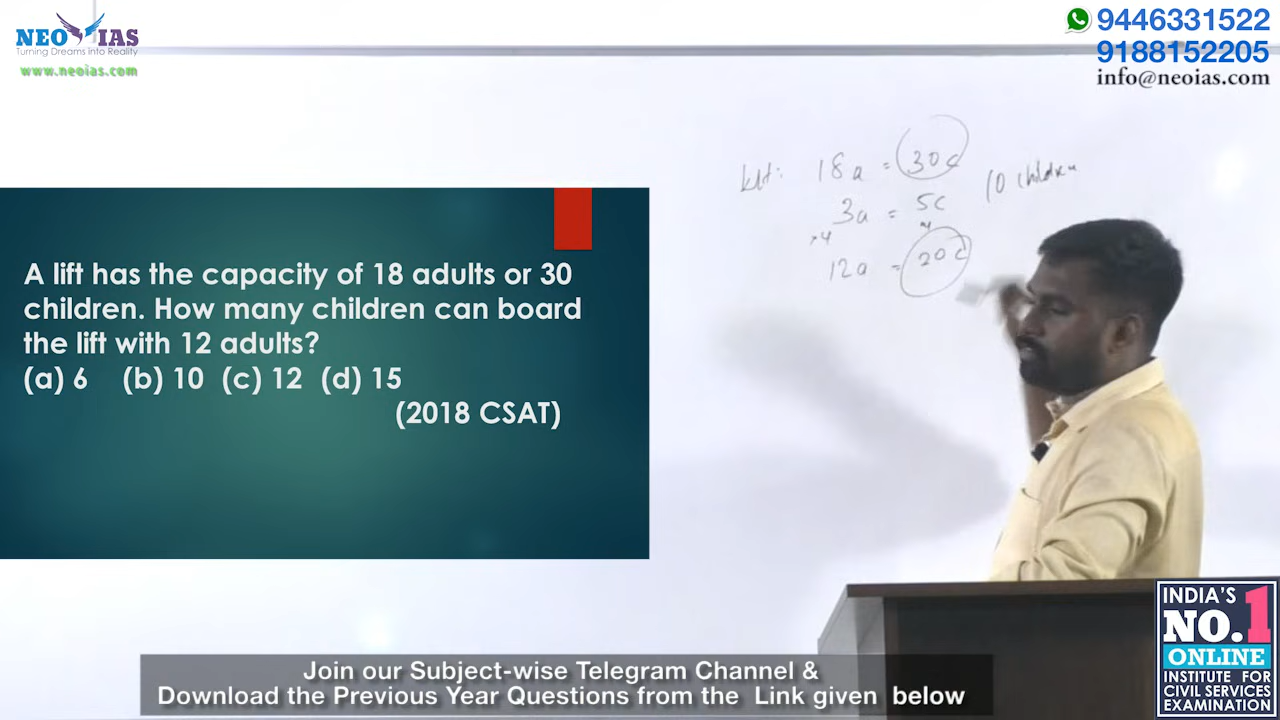 NEO IAS
Turning Dreams into Reality
www.neoias.com
9446331522
9188152205
info@neoias.com
A lift has the capacity of 18 adults or 30
children. How many children can board
the lift with 12 adults?
(a) 6 (b) 10 (c) 12 (d) 15
(2018 CSAT)
18a = 30c
10 children
3a = 5c
12a = 20c
INDIA'S
NO.1
ONLINE
INSTITUTE FOR
CIVIL SERVICES
EXAMINATION
Join our Subject-wise Telegram Channel &
Download the Previous Year Questions from the Link given below